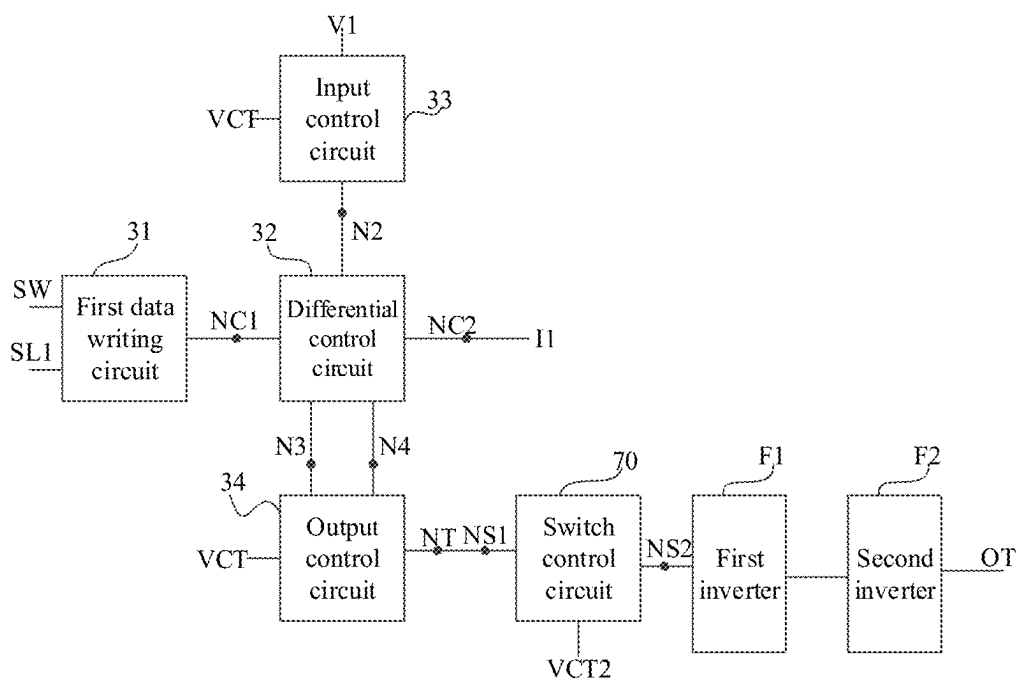 V1
Input
control
circuit
33
VCT
N2
31
32
SW
SL1
First data
writing
circuit
NC1
Differential
control
circuit
NC2
I1
N3
N4
34
70
F1
F2
VCT
Output
control
circuit
NT
NS1
Switch
control
circuit
NS2
First
inverter
Second
inverter
OT
VCT2